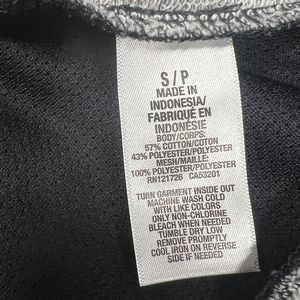 S/P
MADE IN
INDONESIA/
FABRIQUÉ EN
INDONÉSIE
BODY/CORPS:
57% COTTON/COTON
43% POLYESTER/POLYESTER
MESH/MAILLE:
100% POLYESTER/POLYESTER
RN121726 CA53201
TURN GARMENT INSIDE OUT
MACHINE WASH COLD
WITH LIKE COLORS
ONLY NON-CHLORINE
BLEACH WHEN NEEDED
TUMBLE DRY LOW
REMOVE PROMPTLY
COOL IRON ON REVERSE
SIDE IF NEEDED